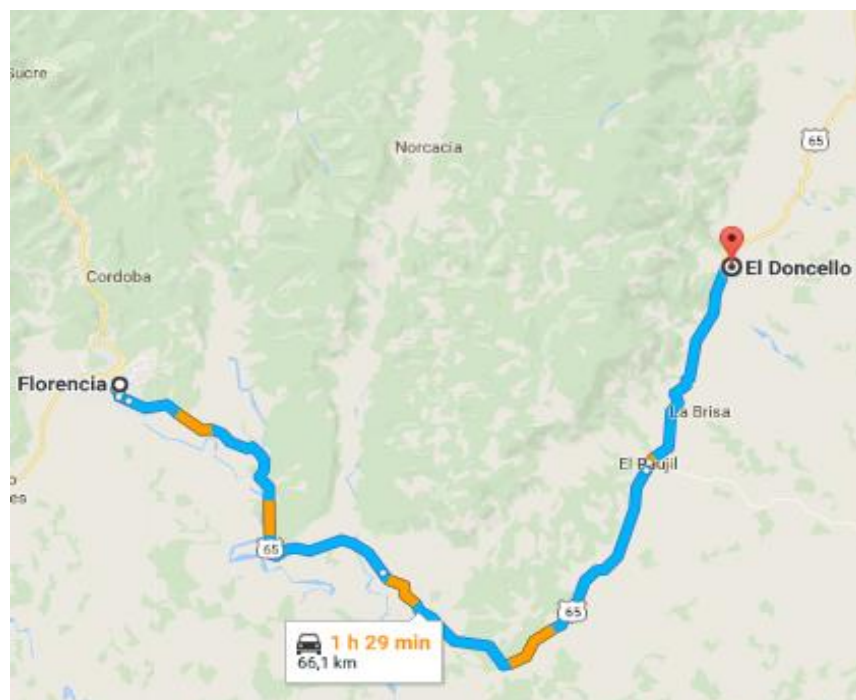 Sucre
65
Norcacia
Cordoba
El Doncello
Florencia
La Brisa
El Paujil
es
65
65
1 h 29 min
66,1 km